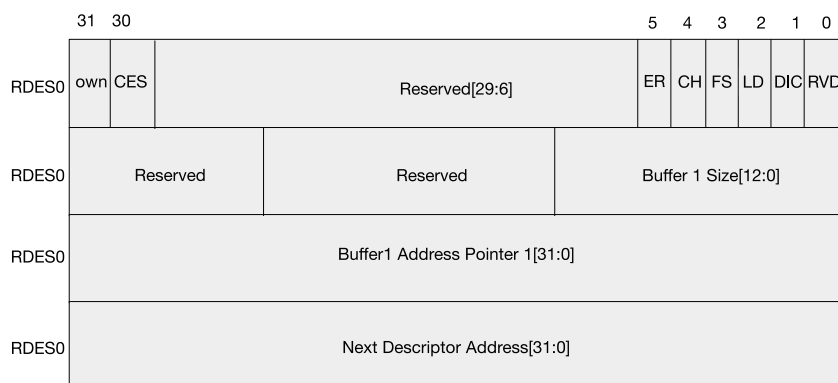 31 30 5 4 3 2 1 0
RDES0 own CES Reserved[29:6] ER CH FS LD DIC RVD
RDES0 Reserved Reserved Buffer 1 Size[12:0]
RDES0 Buffer1 Address Pointer 1[31:0]
RDES0 Next Descriptor Address[31:0]